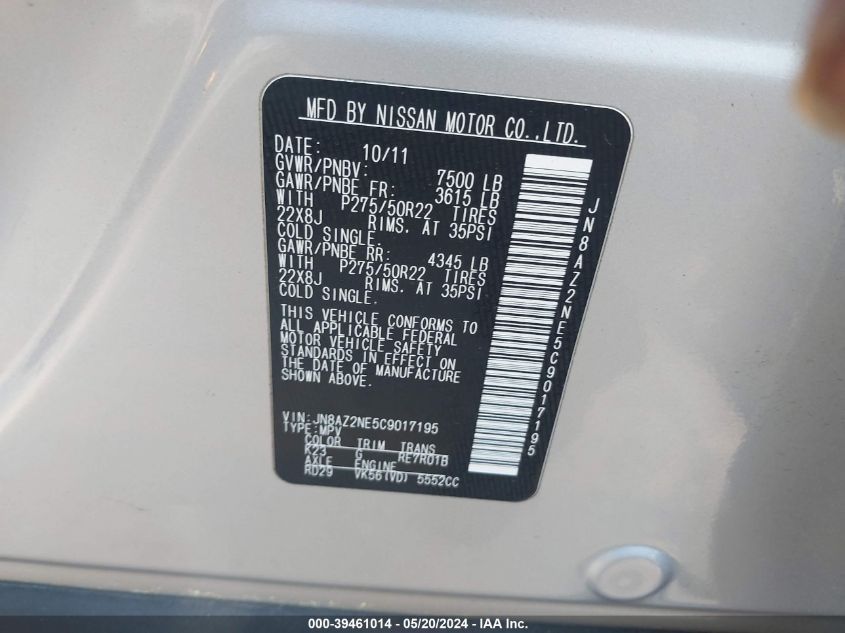 MFD BY NISSAN MOTOR CO.,LTD.
DATE: 10/11
GVWR/PNBV: 7500 LB
GAWR/PNBE FR: 3615 LB
WITH P275/50R22 TIRES
22X8J RIMS. AT 35PSI
COLD SINGLE.
GAWR/PNBE RR: 4345 LB
WITH P275/50R22 TIRES
22X8J RIMS. AT 35PSI
COLD SINGLE.
THIS VEHICLE CONFORMS TO
ALL APPLICABLE FEDERAL
MOTOR VEHICLE SAFETY
STANDARDS IN EFFECT ON
THE DATE OF MANUFACTURE
SHOWN ABOVE.
VIN: JN8AZ2NE5C9017195
TYPE: MPV
COLOR TRIM TRANS
K23 G RE7R01B
AXLE ENGINE
RD29 VK56(VD) 5552CC
JN8AZ2NE5C9017195
000-39461014 - 05/20/2024 - IAA Inc.